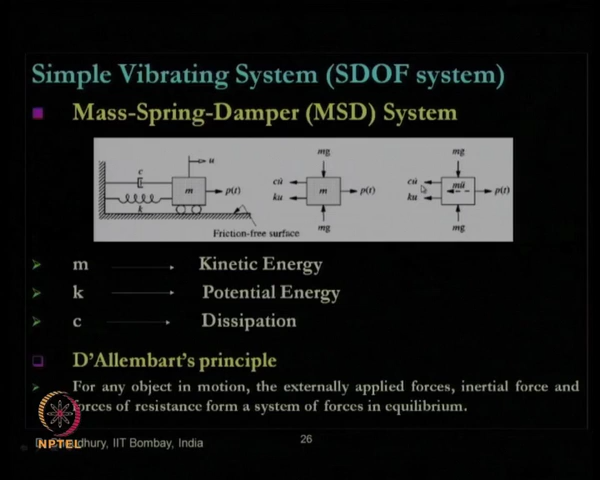 Simple Vibrating System (SDOF system)
Mass-Spring-Damper (MSD) System
c
u
m
p(t)
k
Friction-free surface
mg
cu̇
ku
m
p(t)
mg
mg
cu̇
ku
mü
p(t)
mg
m Kinetic Energy
k Potential Energy
c Dissipation
D'Allembart's principle
For any object in motion, the externally applied forces, inertial force and
forces of resistance form a system of forces in equilibrium.
NPTEL
dhury, IIT Bombay, India
26